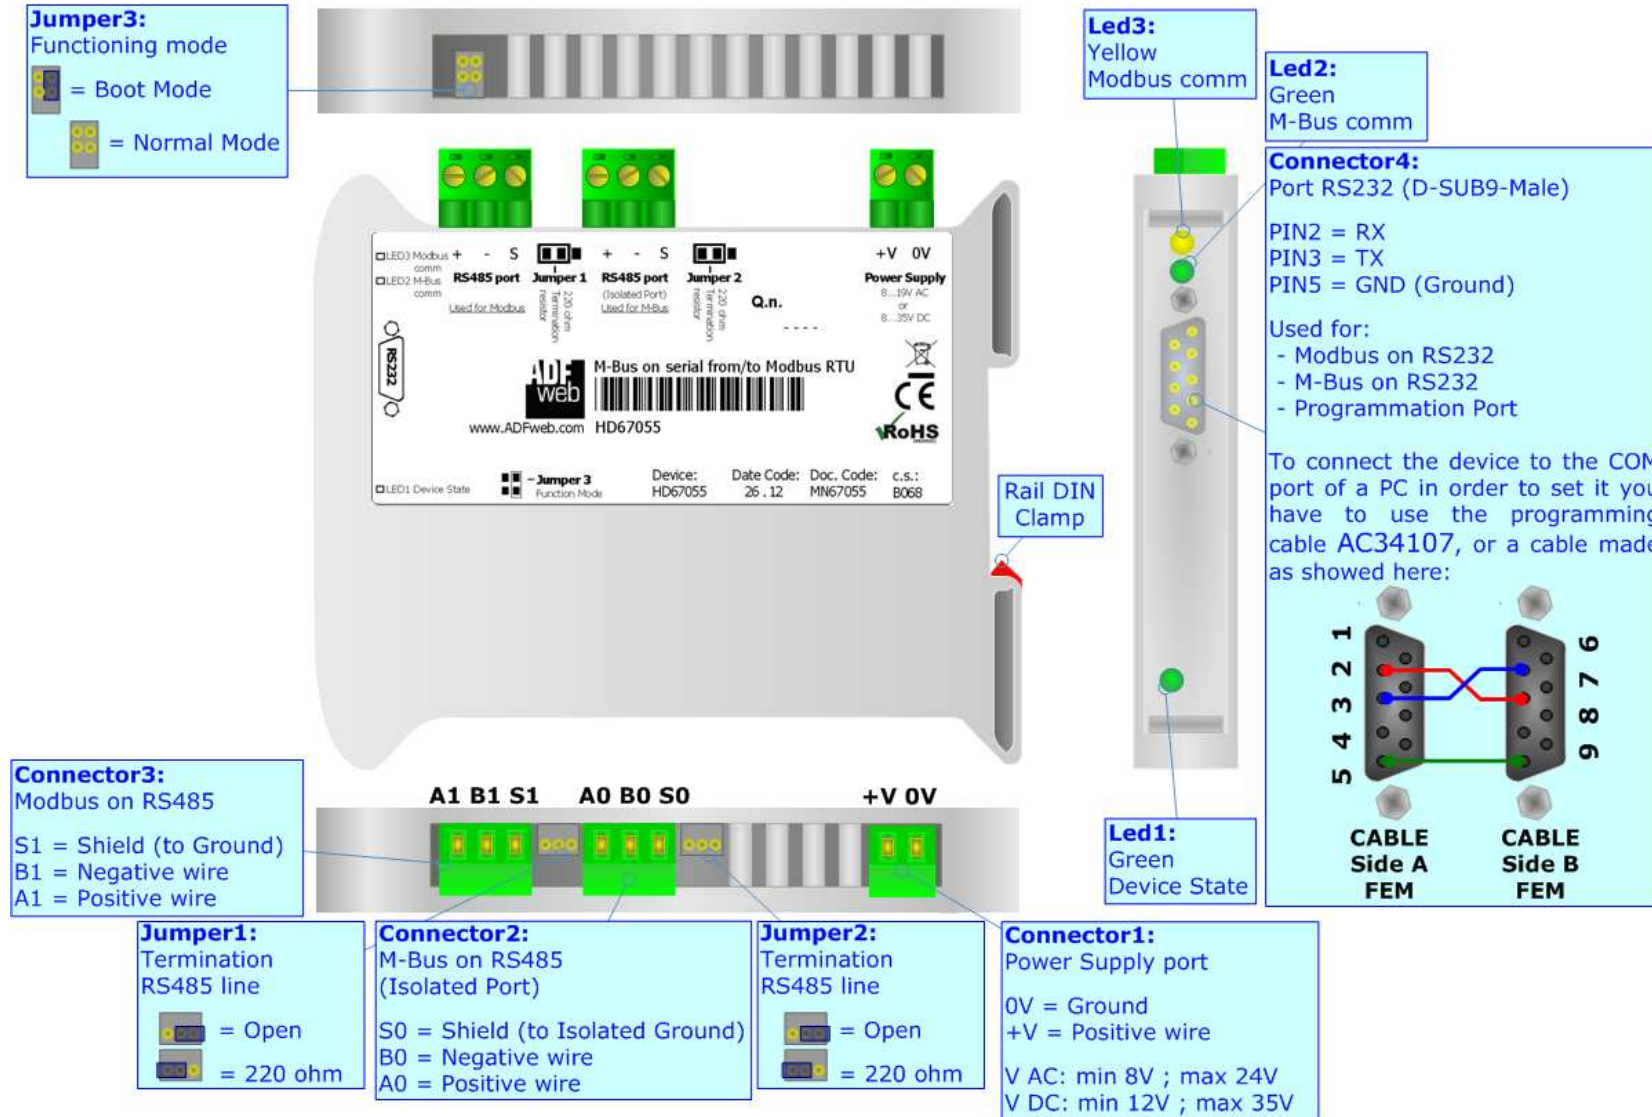 Jumper3:
Functioning mode
= Boot Mode
= Normal Mode
Led3:
Yellow
Modbus comm
Led2:
Green
M-Bus comm
Connector4:
Port RS232 (D-SUB9-Male)
PIN2 = RX
PIN3 = TX
PIN5 = GND (Ground)
Used for:
- Modbus on RS232
- M-Bus on RS232
- Programmation Port
To connect the device to the COM
port of a PC in order to set it you
have to use the programming
cable AC34107, or a cable made
as showed here:
1
2
3
4
5
6
7
8
9
CABLE
Side A
FEM
CABLE
Side B
FEM
LED3 Modbus comm
LED2 M-Bus comm
+ - S
RS485 port
Used for Modbus
Jumper 1
220 ohm
Termination
resistor
+ - S
RS485 port
(Isolated Port)
Used for M-Bus
Jumper 2
220 ohm
Termination
resistor
Q.n.
- - - -
+V 0V
Power Supply
8...19V AC
or
8...35V DC
RS232
ADF
web
www.ADFweb.com
M-Bus on serial from/to Modbus RTU
HD67055
CE
RoHS
LED1 Device State
- Jumper 3
Function Mode
Device:
HD67055
Date Code:
26 . 12
Doc. Code:
MN67055
c.s.:
B068
Rail DIN
Clamp
Led1:
Green
Device State
A1 B1 S1
A0 B0 S0
+V 0V
Connector3:
Modbus on RS485
S1 = Shield (to Ground)
B1 = Negative wire
A1 = Positive wire
Jumper1:
Termination
RS485 line
= Open
= 220 ohm
Connector2:
M-Bus on RS485
(Isolated Port)
S0 = Shield (to Isolated Ground)
B0 = Negative wire
A0 = Positive wire
Jumper2:
Termination
RS485 line
= Open
= 220 ohm
Connector1:
Power Supply port
0V = Ground
+V = Positive wire
V AC: min 8V ; max 24V
V DC: min 12V ; max 35V